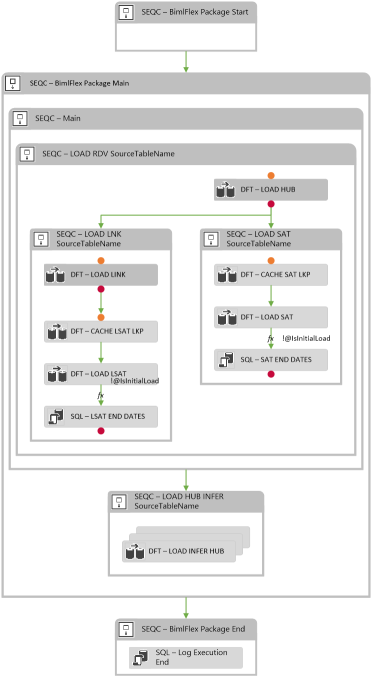 SEQC – BimlFlex Package Start
SEQC – BimlFlex Package Main
SEQC – Main
SEQC – LOAD RDV SourceTableName
DFT – LOAD HUB
SEQC – LOAD LNK
SourceTableName
DFT – LOAD LINK
DFT – CACHE LSAT LKP
DFT – LOAD LSAT
!@IsInitialLoad
fx
SQL – LSAT END DATES
SEQC – LOAD SAT
SourceTableName
DFT – CACHE SAT LKP
DFT – LOAD SAT
fx !@IsInitialLoad
SQL – SAT END DATES
SEQC – LOAD HUB INFER
SourceTableName
DFT – LOAD INFER HUB
SEQC – BimlFlex Package End
SQL – Log Execution
End